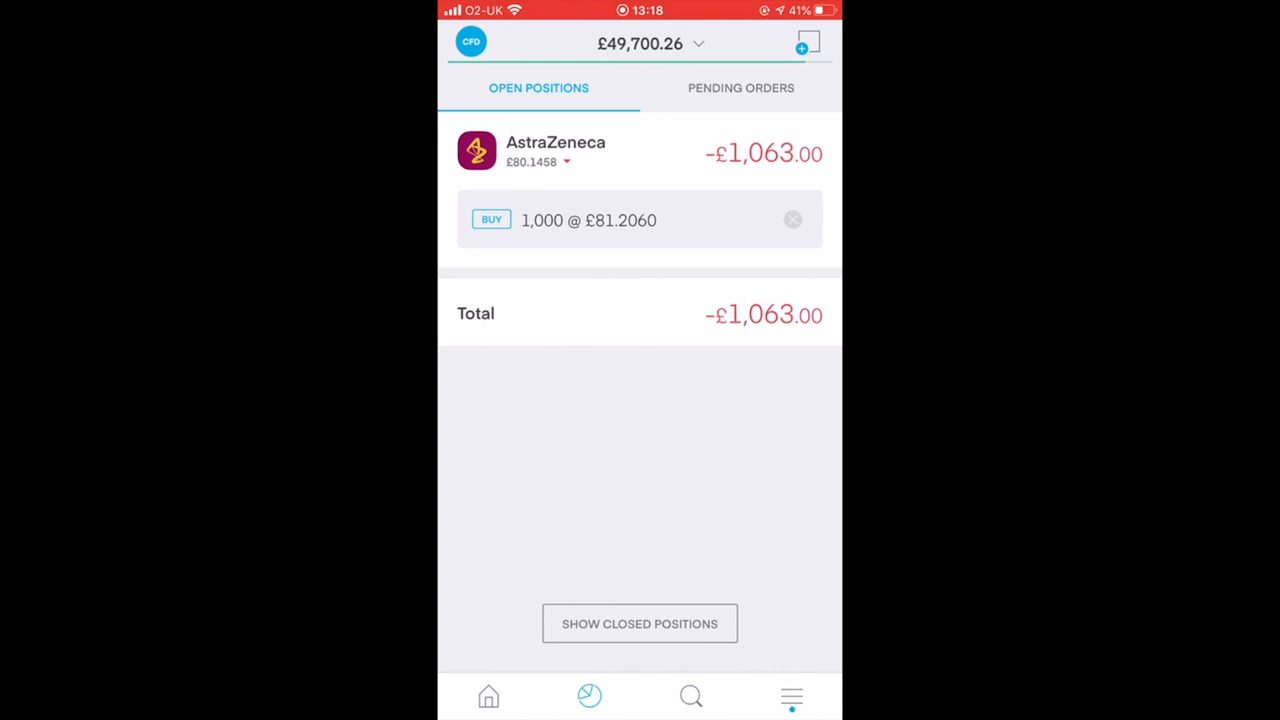 O2-UK 13:18 41%
CFD £49,700.26
OPEN POSITIONS PENDING ORDERS
AstraZeneca
£80.1458
-£1,063.00
BUY 1,000 @ £81.2060
Total -£1,063.00
SHOW CLOSED POSITIONS